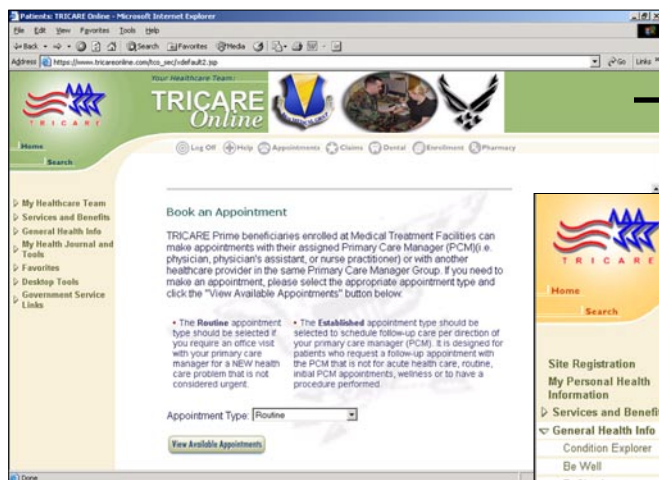 Patients: TRICARE Online - Microsoft Internet Explorer
File Edit View Favorites Tools Help
Back Search Favorites Media
Address https://www.tricareonline.com/tco_sec/xdefault2.jsp Go Links
Your Healthcare Team:
TRICARE
Online
TRICARE
Home
Search
Log Off Help Appointments Claims Dental Enrollment Pharmacy
My Healthcare Team
Services and Benefits
General Health Info
My Health Journal and
Tools
Favorites
Desktop Tools
Government Service
Links
Book an Appointment
TRICARE Prime beneficiaries enrolled at Medical Treatment Facilities can
make appointments with their assigned Primary Care Manager (PCM)(i.e.
physician, physician's assistant, or nurse practitioner) or with another
healthcare provider in the same Primary Care Manager Group. If you need to
make an appointment, please select the appropriate appointment type and
click the "View Available Appointments" button below.
• The Routine appointment
type should be selected if
you require an office visit
with your primary care
manager for a NEW health
care problem that is not
considered urgent.
• The Established appointment type should be
selected to schedule follow-up care per direction of
your primary care manager (PCM). It is designed for
patients who request a follow-up appointment with
the PCM that is not for acute health care, routine,
initial PCM appointments, wellness or to have a
procedure performed.
Appointment Type: Routine
View Available Appointments
Done
TRICARE
Home
Search
Site Registration
My Personal Health
Information
Services and Benefit
General Health Info
Condition Explorer
Be Well